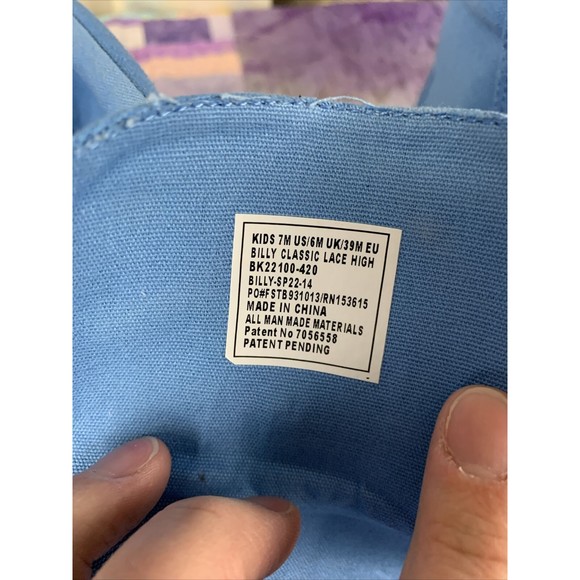 KIDS 7M US/6M UK/39M EU
BILLY CLASSIC LACE HIGH
BK22100-420
BILLY-SP22-14
PO#FSTB931013/RN153615
MADE IN CHINA
ALL MAN MADE MATERIALS
Patent No 7056558
PATENT PENDING